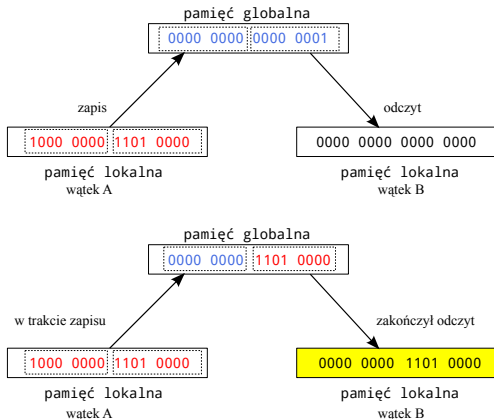 pamięć globalna
0000 0000 0000 0001
zapis odczyt
1000 0000 1101 0000 0000 0000 0000 0000
pamięć lokalna pamięć lokalna
wątek A wątek B
pamięć globalna
0000 0000 1101 0000
w trakcie zapisu zakończył odczyt
1000 0000 1101 0000 0000 0000 1101 0000
pamięć lokalna pamięć lokalna
wątek A wątek B